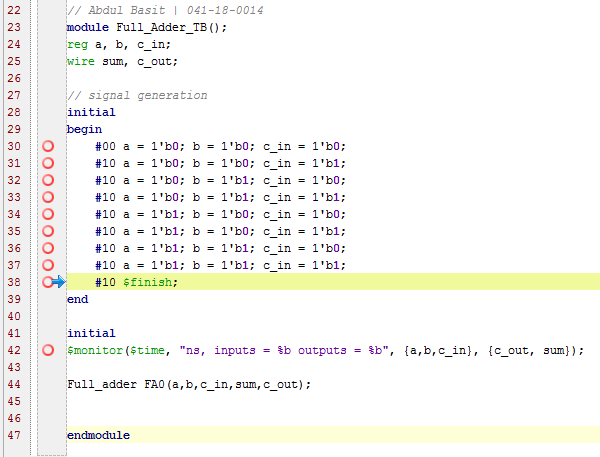 22 // Abdul Basit | 041-18-0014
23 module Full_Adder_TB();
24 reg a, b, c_in;
25 wire sum, c_out;
26
27 // signal generation
28 initial
29 begin
30 #00 a = 1'b0; b = 1'b0; c_in = 1'b0;
31 #10 a = 1'b0; b = 1'b0; c_in = 1'b1;
32 #10 a = 1'b0; b = 1'b1; c_in = 1'b0;
33 #10 a = 1'b0; b = 1'b1; c_in = 1'b1;
34 #10 a = 1'b1; b = 1'b0; c_in = 1'b0;
35 #10 a = 1'b1; b = 1'b0; c_in = 1'b1;
36 #10 a = 1'b1; b = 1'b1; c_in = 1'b0;
37 #10 a = 1'b1; b = 1'b1; c_in = 1'b1;
38 #10 $finish;
39 end
40
41 initial
42 $monitor($time, "ns, inputs = %b outputs = %b", {a,b,c_in}, {c_out, sum});
43
44 Full_adder FA0(a,b,c_in,sum,c_out);
45
46
47 endmodule